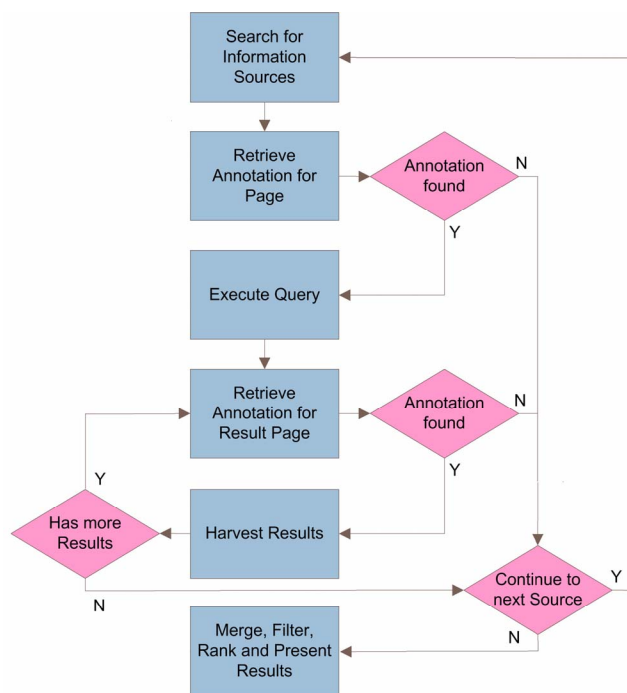 Search for
Information
Sources
Retrieve
Annotation for
Page
Annotation
found
N
Y
Execute Query
Retrieve
Annotation for
Result Page
Annotation
found
N
Y
Y
Has more
Results
Harvest Results
N
Continue to
next Source
Y
N
Merge, Filter,
Rank and Present
Results